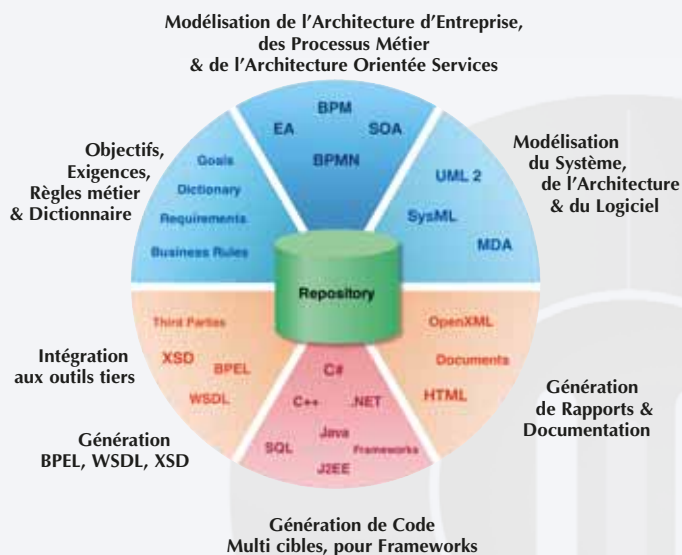 Modélisation de l'Architecture d'Entreprise,
des Processus Métier
& de l'Architecture Orientée Services
BPM
EA
SOA
BPMN
Objectifs,
Exigences,
Règles métier
& Dictionnaire
Goals
Dictionary
Requirements
Business Rules
Modélisation
du Système,
de l'Architecture
& du Logiciel
UML 2
SysML
MDA
Repository
Intégration
aux outils tiers
Génération
BPEL, WSDL, XSD
Third Parties
XSD
BPEL
WSDL
C#
C++
.NET
Java
SQL
Frameworks
J2EE
OpenXML
Documents
HTML
Génération
de Rapports &
Documentation
Génération de Code
Multi cibles, pour Frameworks